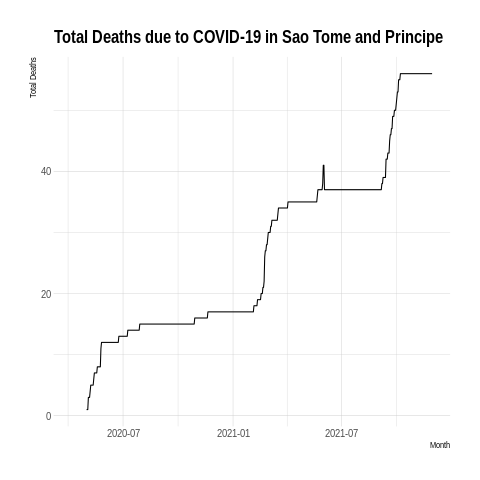 Total Deaths due to COVID-19 in Sao Tome and Principe
Total Deaths
40
20
0
2020-07 2021-01 2021-07
Month